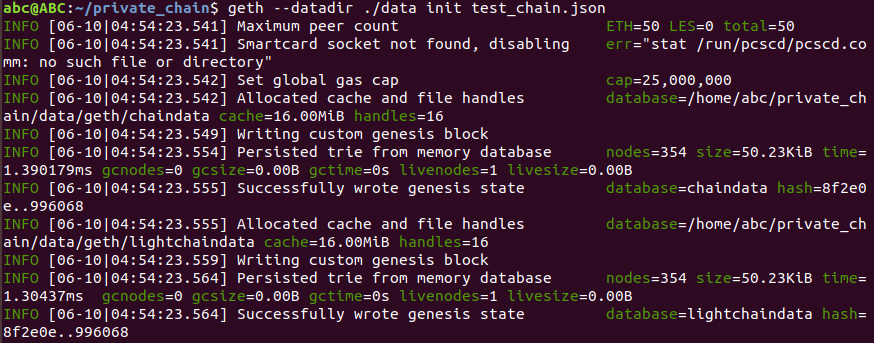 abc@ABC:~/private_chain$ geth --datadir ./data init test_chain.json
INFO [06-10|04:54:23.541] Maximum peer count                       ETH=50 LES=0 total=50
INFO [06-10|04:54:23.541] Smartcard socket not found, disabling    err="stat /run/pcscd/pcscd.co
mm: no such file or directory"
INFO [06-10|04:54:23.542] Set global gas cap                       cap=25,000,000
INFO [06-10|04:54:23.542] Allocated cache and file handles         database=/home/abc/private_ch
ain/data/geth/chaindata cache=16.00MiB handles=16
INFO [06-10|04:54:23.549] Writing custom genesis block
INFO [06-10|04:54:23.554] Persisted trie from memory database      nodes=354 size=50.23KiB time=
1.390179ms gcnodes=0 gcsize=0.00B gctime=0s livenodes=1 livesize=0.00B
INFO [06-10|04:54:23.555] Successfully wrote genesis state         database=chaindata hash=8f2e0
e..996068
INFO [06-10|04:54:23.555] Allocated cache and file handles         database=/home/abc/private_ch
ain/data/geth/lightchaindata cache=16.00MiB handles=16
INFO [06-10|04:54:23.559] Writing custom genesis block
INFO [06-10|04:54:23.564] Persisted trie from memory database      nodes=354 size=50.23KiB time=
1.30437ms  gcnodes=0 gcsize=0.00B gctime=0s livenodes=1 livesize=0.00B
INFO [06-10|04:54:23.564] Successfully wrote genesis state         database=lightchaindata hash=
8f2e0e..996068